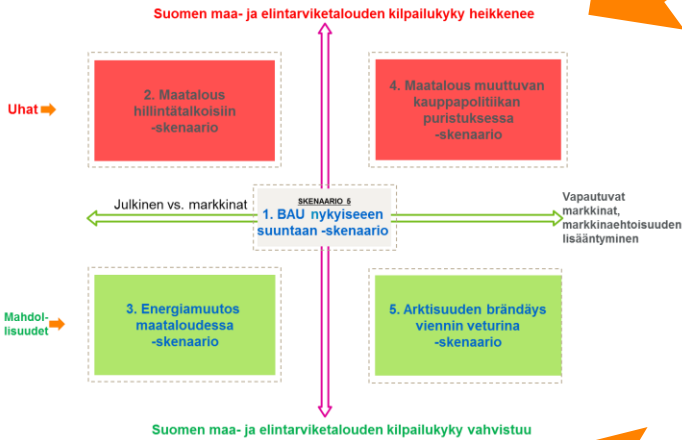 Suomen maa- ja elintarviketalouden kilpailukyky heikkenee
Uhat
2. Maatalous
hillintätalkoisiin
-skenaario
4. Maatalous muuttuvan
kauppapolitiikan
puristuksessa
-skenaario
Julkinen vs. markkinat
SKENAARIO 5
1. BAU nykyiseeen
suuntaan -skenaario
Vapautuvat
markkinat,
markkinaehtoisuuden
lisääntyminen
Mahdol-
lisuudet
3. Energiamuutos
maataloudessa
-skenaario
5. Arktisuuden brändäys
viennin veturina
-skenaario
Suomen maa- ja elintarviketalouden kilpailukyky vahvistuu